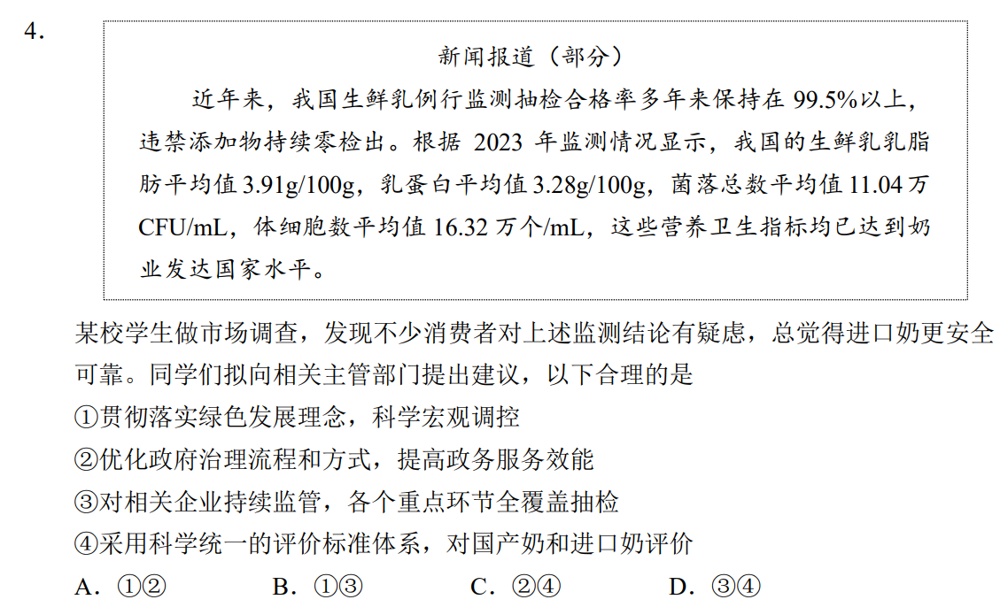 4．
新闻报道（部分）
近年来，我国生鲜乳例行监测抽检合格率多年来保持在 99.5%以上，
违禁添加物持续零检出。根据 2023 年监测情况显示，我国的生鲜乳乳脂
肪平均值 3.91g/100g，乳蛋白平均值 3.28g/100g，菌落总数平均值 11.04 万
CFU/mL，体细胞数平均值 16.32 万个/mL，这些营养卫生指标均已达到奶
业发达国家水平。
某校学生做市场调查，发现不少消费者对上述监测结论有疑虑，总觉得进口奶更安全
可靠。同学们拟向相关主管部门提出建议，以下合理的是
①贯彻落实绿色发展理念，科学宏观调控
②优化政府治理流程和方式，提高政务服务效能
③对相关企业持续监管，各个重点环节全覆盖抽检
④采用科学统一的评价标准体系，对国产奶和进口奶评价
A．①② B．①③ C．②④ D．③④